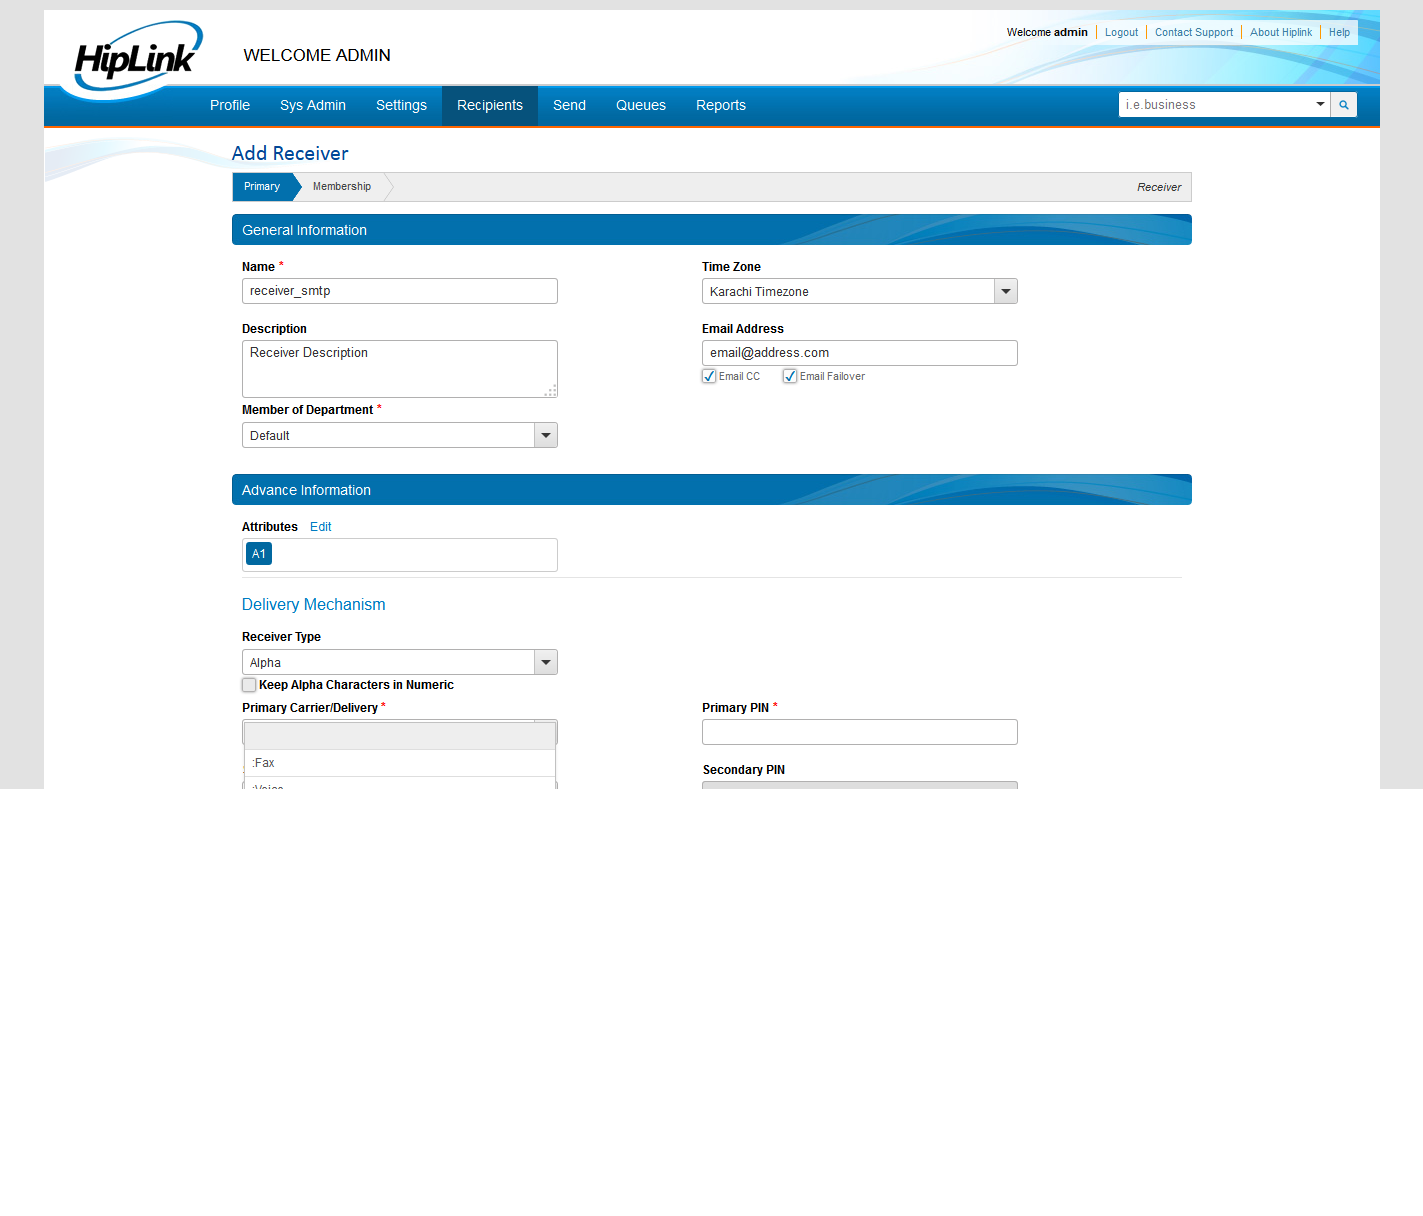 HipLink
WELCOME ADMIN
Welcome admin Logout Contact Support About Hiplink Help
Profile Sys Admin Settings Recipients Send Queues Reports
i.e.business
Add Receiver
Primary Membership Receiver
General Information
Name * Time Zone
receiver_smtp Karachi Timezone
Description Email Address
Receiver Description email@address.com
Email CC Email Failover
Member of Department *
Default
Advance Information
Attributes Edit
A1
Delivery Mechanism
Receiver Type
Alpha
Keep Alpha Characters in Numeric
Primary Carrier/Delivery * Primary PIN *
:Fax
Secondary PIN
:Voice